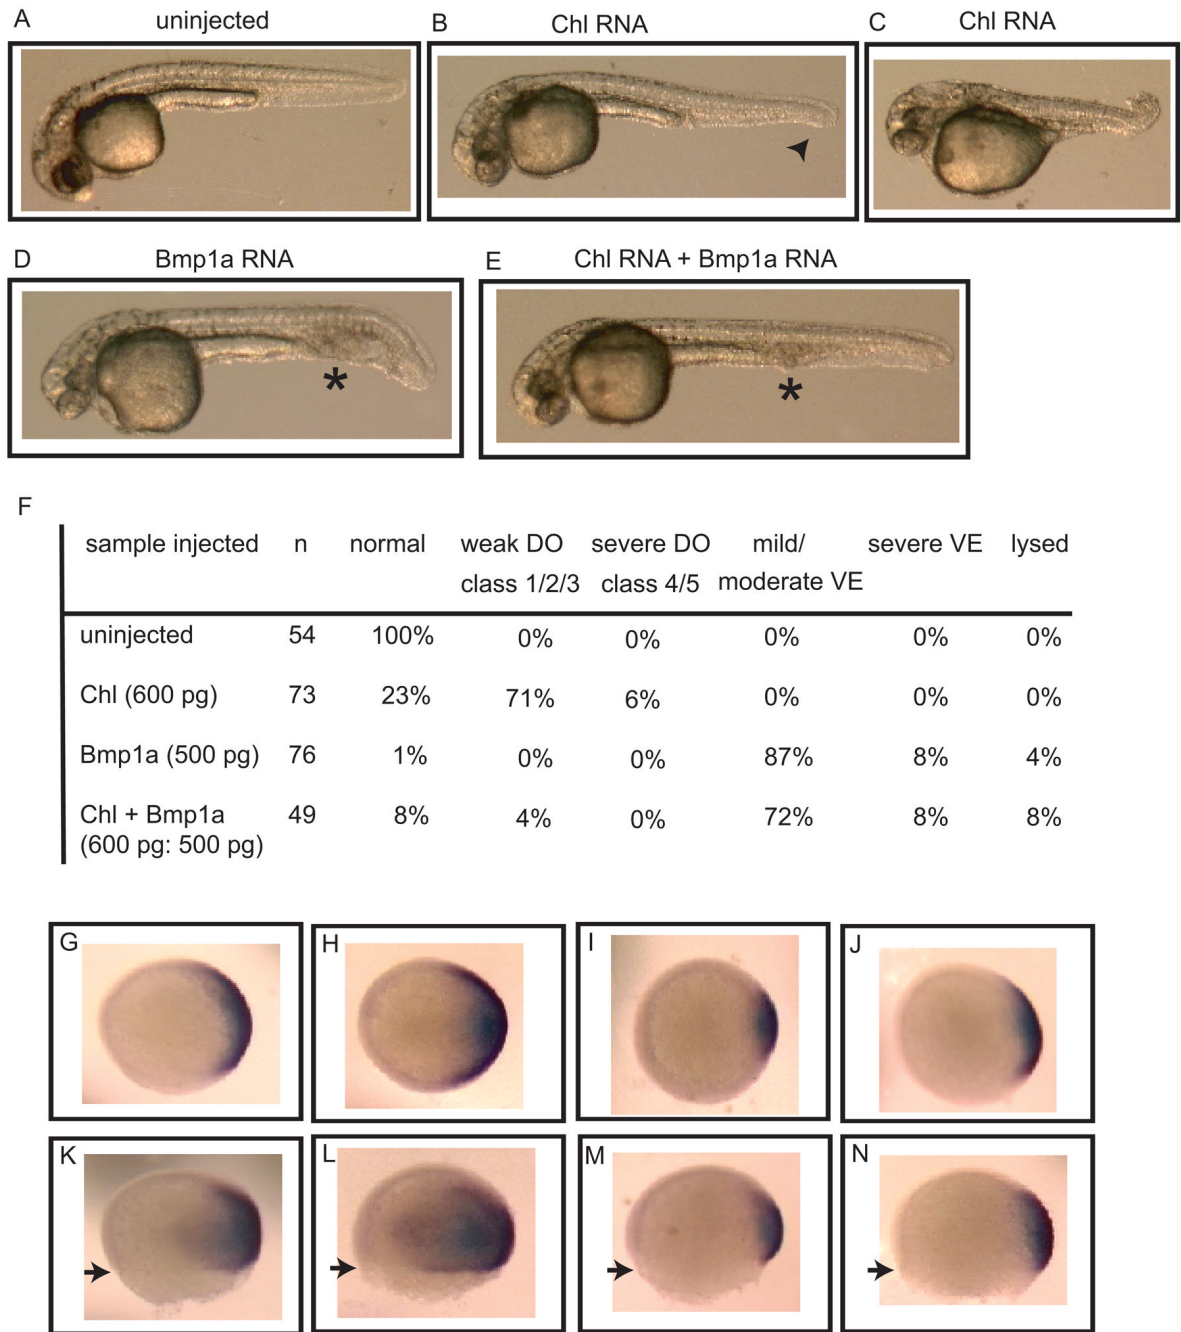 A uninjected
B Chl RNA
C Chl RNA
D Bmp1a RNA
*
E Chl RNA + Bmp1a RNA
*
F
sample injected n normal weak DO severe DO mild/ severe VE lysed
class 1/2/3 class 4/5 moderate VE
uninjected 54 100% 0% 0% 0% 0% 0%
Chl (600 pg) 73 23% 71% 6% 0% 0% 0%
Bmp1a (500 pg) 76 1% 0% 0% 87% 8% 4%
Chl + Bmp1a 49 8% 4% 0% 72% 8% 8%
(600 pg: 500 pg)
G H I J
K L M N